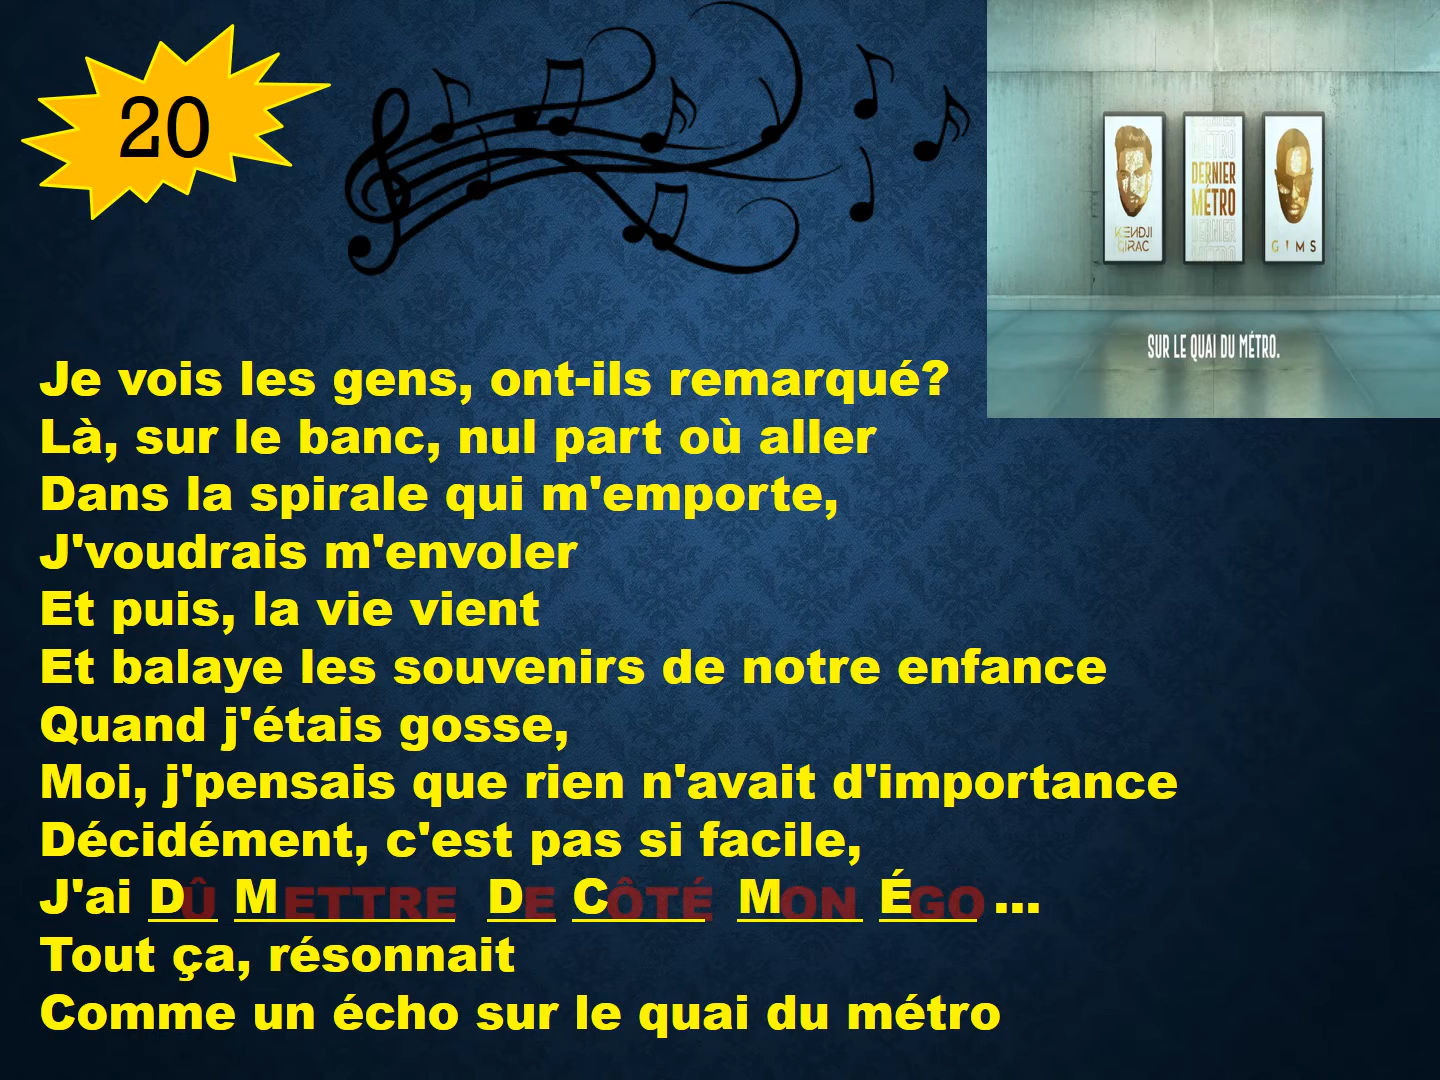 20
KENDJI
GIRAC
MÉTRO
DERNIER
MÉTRO
DERNIER
MÉTRO
GIMS
SUR LE QUAI DU MÉTRO.
Je vois les gens, ont-ils remarqué?
Là, sur le banc, nul part où aller
Dans la spirale qui m'emporte,
J'voudrais m'envoler
Et puis, la vie vient
Et balaye les souvenirs de notre enfance
Quand j'étais gosse,
Moi, j'pensais que rien n'avait d'importance
Décidément, c'est pas si facile,
J'ai DÛ METTRE DE CÔTÉ MON ÉGO ...
Tout ça, résonnait
Comme un écho sur le quai du métro